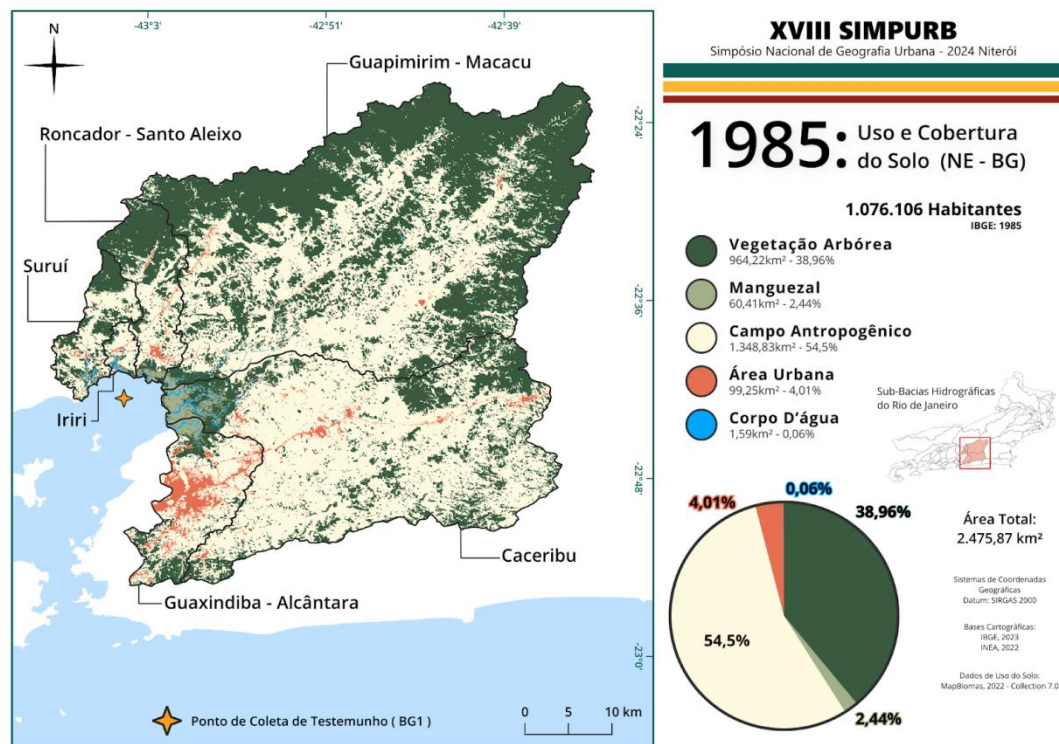 -43°3'
-42°51'
-42°39'
N
Guapimirim - Macacu
Roncador - Santo Aleixo
Suruí
Iriri
Caceribu
Guaxindiba - Alcântara
-22°24'
-22°36'
-22°48'
-23°0'
Ponto de Coleta de Testemunho ( BG1 )
0 5 10 km
XVIII SIMPURB
Simpósio Nacional de Geografia Urbana - 2024 Niterói
1985: Uso e Cobertura
do Solo (NE - BG)
1.076.106 Habitantes
IBGE: 1985
Vegetação Arbórea
964,22km² - 38,96%
Manguezal
60,41km² - 2,44%
Campo Antropogênico
1.348,83km² - 54,5%
Área Urbana
99,25km² - 4,01%
Corpo D'água
1,59km² - 0,06%
Sub-Bacias Hidrográficas
do Rio de Janeiro
4,01%
0,06%
38,96%
54,5%
2,44%
Área Total:
2.475,87 km²
Sistemas de Coordenadas
Geográficas
Datum: SIRGAS 2000
Bases Cartográficas:
IBGE, 2023
INEA, 2022
Dados de Uso do Solo:
MapBiomas, 2022 - Collection 7.0